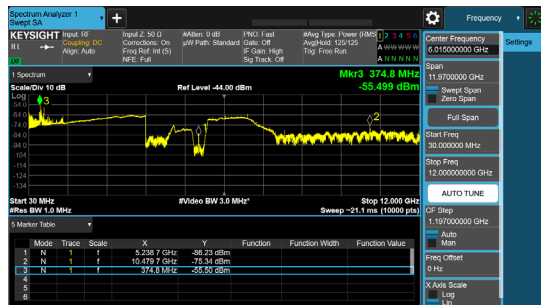 Spectrum Analyzer 1
Swept SA
Frequency
KEYSIGHT
Input: RF
Coupling: DC
Align: Auto
Input Z: 50 Ω
Corrections: On
Freq Ref: Int (S)
NFE: Full
#Atten: 0 dB
µW Path: Standard
PNO: Fast
Gate: Off
IF Gain: High
Sig Track: Off
#Avg Type: Power (RMS
Avg|Hold: 125/125
Trig: Free Run
1 2 3 4 5 6
A W W W W W
A N N N N N
1 Spectrum
Scale/Div 10 dB
Log
Ref Level -44.00 dBm
Mkr3 374.8 MHz
-55.499 dBm
-54.0
-64.0
-74.0
-84.0
-94.0
-104
-114
-124
-134
3
2
Start 30 MHz
#Res BW 1.0 MHz
#Video BW 3.0 MHz*
Stop 12.000 GHz
Sweep ~21.1 ms (10000 pts)
5 Marker Table
Mode Trace Scale X Y Function Function Width Function Value
1 N 1 f 5.238 7 GHz -86.23 dBm
2 N 1 f 10.479 7 GHz -75.34 dBm
3 N 1 f 374.8 MHz -55.50 dBm
4
5
6
Center Frequency
6.015000000 GHz
Settings
Span
11.9700000 GHz
Swept Span
Zero Span
Full Span
Start Freq
30.000000 MHz
Stop Freq
12.000000000 GHz
AUTO TUNE
CF Step
1.197000000 GHz
Auto
Man
Freq Offset
0 Hz
X Axis Scale
Log
Lin